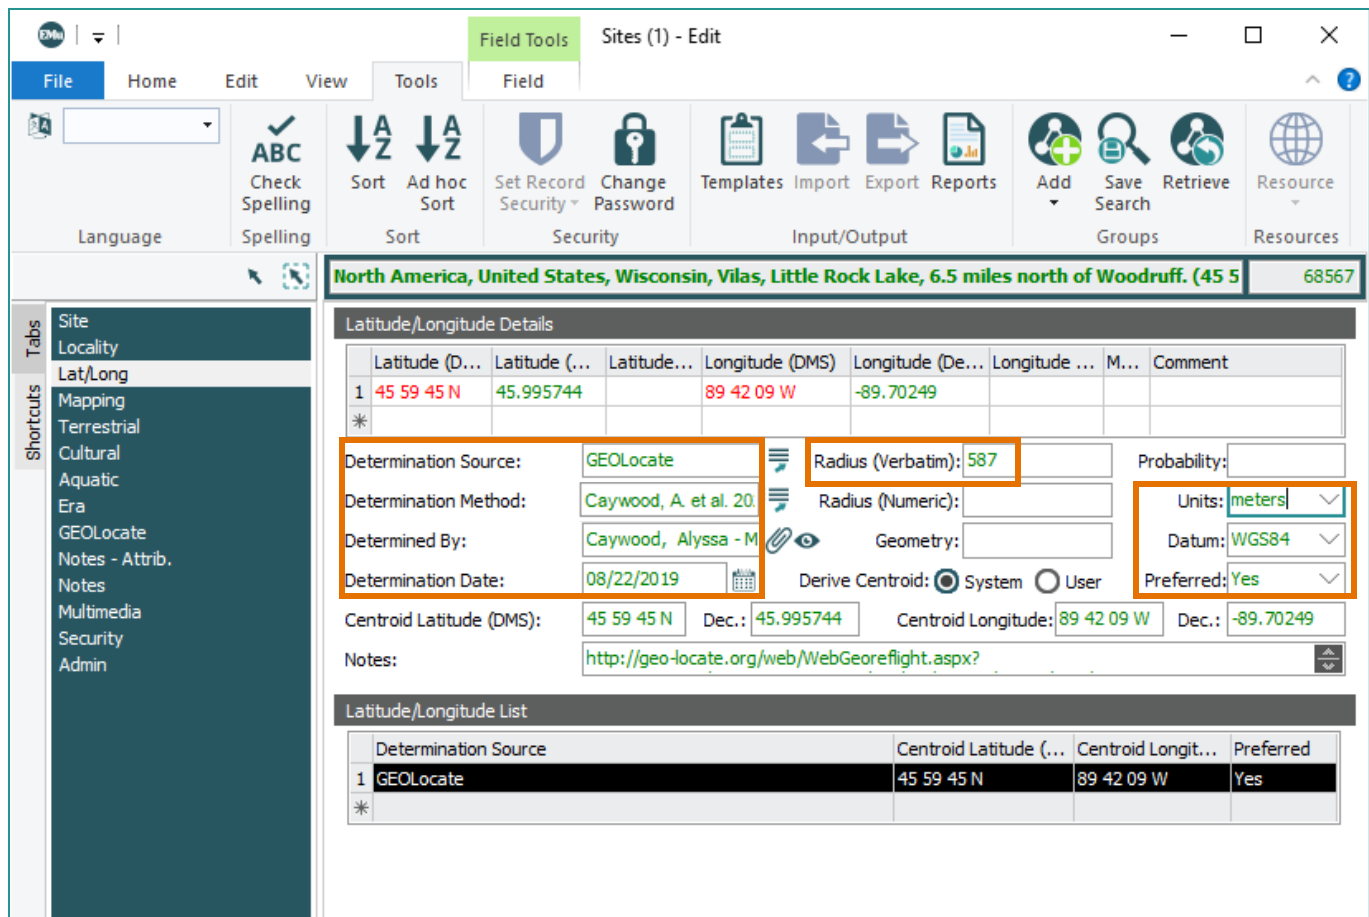 EMu
Field Tools
Sites (1) - Edit
File Home Edit View Tools Field ?
Check Spelling
Sort
Ad hoc Sort
Set Record Security
Change Password
Templates
Import
Export
Reports
Add
Save Search
Retrieve
Resource
Language Spelling Sort Security Input/Output Groups Resources
North America, United States, Wisconsin, Vilas, Little Rock Lake, 6.5 miles north of Woodruff. (45 5 68567
Tabs
Shortcuts
Site
Locality
Lat/Long
Mapping
Terrestrial
Cultural
Aquatic
Era
GEOLocate
Notes - Attrib.
Notes
Multimedia
Security
Admin
Latitude/Longitude Details
Latitude (D... Latitude (... Latitude... Longitude (DMS) Longitude (De... Longitude ... M... Comment
1 45 59 45 N 45.995744 89 42 09 W -89.70249
Determination Source: GEOLocate Radius (Verbatim): 587 Probability:
Determination Method: Caywood, A. et al. 20. Radius (Numeric): Units: meters
Determined By: Caywood, Alyssa - M Geometry: Datum: WGS84
Determination Date: 08/22/2019 Derive Centroid: System User Preferred: Yes
Centroid Latitude (DMS): 45 59 45 N Dec.: 45.995744 Centroid Longitude: 89 42 09 W Dec.: -89.70249
Notes: http://geo-locate.org/web/WebGeoreflight.aspx?
Latitude/Longitude List
Determination Source Centroid Latitude (... Centroid Longit... Preferred
1 GEOLocate 45 59 45 N 89 42 09 W Yes